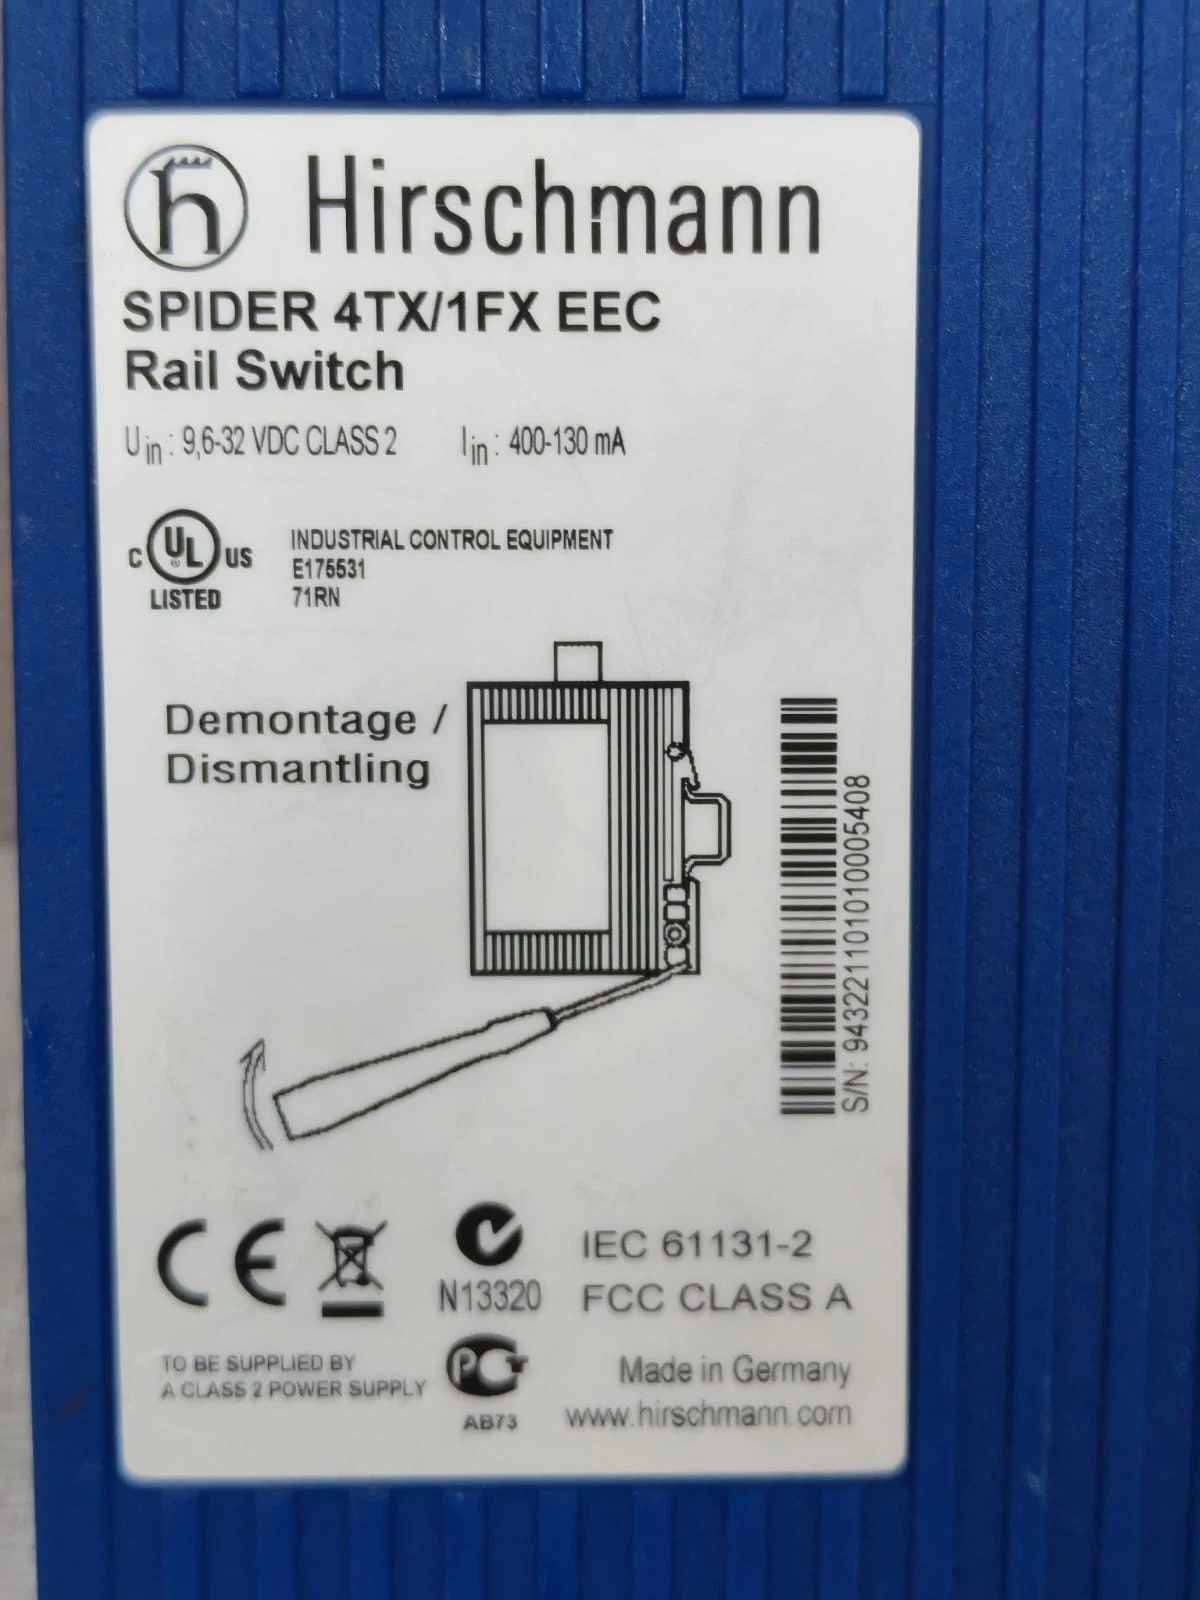 Hirschmann
SPIDER 4TX/1FX EEC
Rail Switch
Uin : 9,6-32 VDC CLASS 2 Iin : 400-130 mA
C UL US
LISTED
INDUSTRIAL CONTROL EQUIPMENT
E175531
71RN
Demontage /
Dismantling
S/N: 943221101010005408
CE
N13320
IEC 61131-2
FCC CLASS A
TO BE SUPPLIED BY
A CLASS 2 POWER SUPPLY
AB73
Made in Germany
www.hirschmann.com